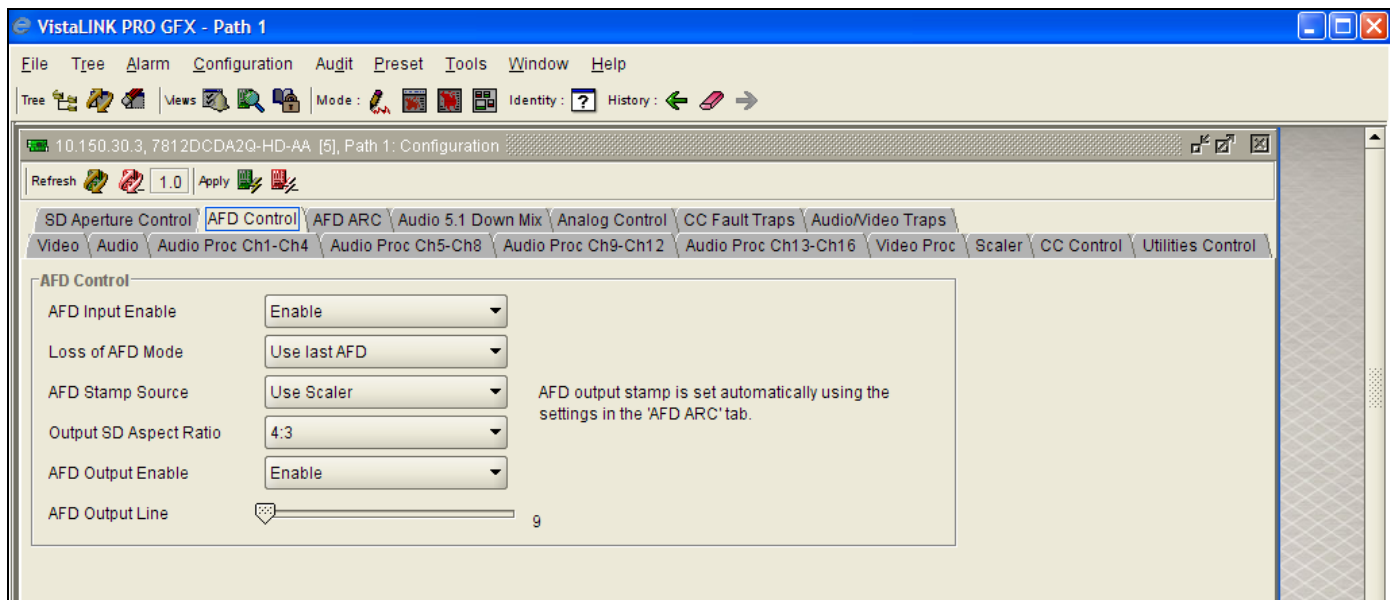 VistaLINK PRO GFX - Path 1
File Tree Alarm Configuration Audit Preset Tools Window Help
Tree Views Mode : Identity : ? History :
10.150.30.3, 7812DCDA2Q-HD-AA [5], Path 1: Configuration
Refresh 1.0 Apply
SD Aperture Control AFD Control AFD ARC Audio 5.1 Down Mix Analog Control CC Fault Traps Audio/Video Traps
Video Audio Audio Proc Ch1-Ch4 Audio Proc Ch5-Ch8 Audio Proc Ch9-Ch12 Audio Proc Ch13-Ch16 Video Proc Scaler CC Control Utilities Control
AFD Control
AFD Input Enable Enable
Loss of AFD Mode Use last AFD
AFD Stamp Source Use Scaler
AFD output stamp is set automatically using the
settings in the 'AFD ARC' tab.
Output SD Aspect Ratio 4:3
AFD Output Enable Enable
AFD Output Line 9